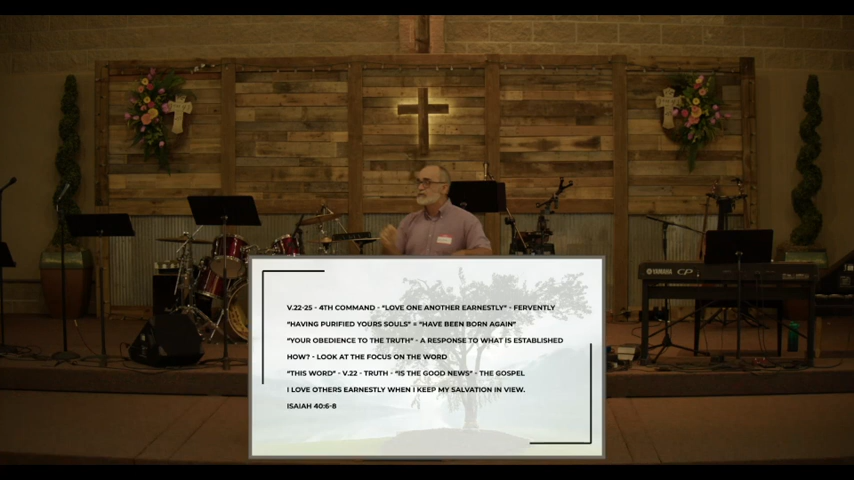 V.22-25 - 4TH COMMAND - "LOVE ONE ANOTHER EARNESTLY" - FERVENTLY
"HAVING PURIFIED YOURS SOULS" = "HAVE BEEN BORN AGAIN"
"YOUR OBEDIENCE TO THE TRUTH" - A RESPONSE TO WHAT IS ESTABLISHED
HOW? - LOOK AT THE FOCUS ON THE WORD
"THIS WORD" - V.22 - TRUTH - "IS THE GOOD NEWS" - THE GOSPEL
I LOVE OTHERS EARNESTLY WHEN I KEEP MY SALVATION IN VIEW.
ISAIAH 40:6-8
YAMAHA CP